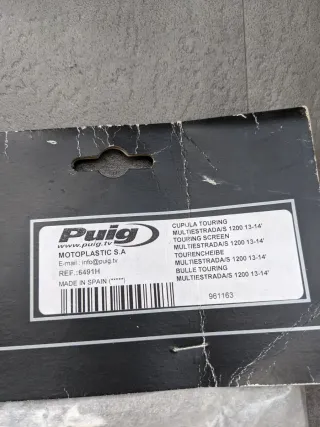 Puig
www.puig.tv
MOTOPLASTIC S.A
E-mail: info@puig.tv
REF.:6491H
MADE IN SPAIN (*****)
CUPULA TOURING
MULTIESTRADA/S 1200 13-14'
TOURING SCREEN
MULTIESTRADA/S 1200 13-14'
TOURENCHEIBE
MULTIESTRADA/S 1200 13-14'
BULLE TOURING
MULTIESTRADA/S 1200 13-14'
961163